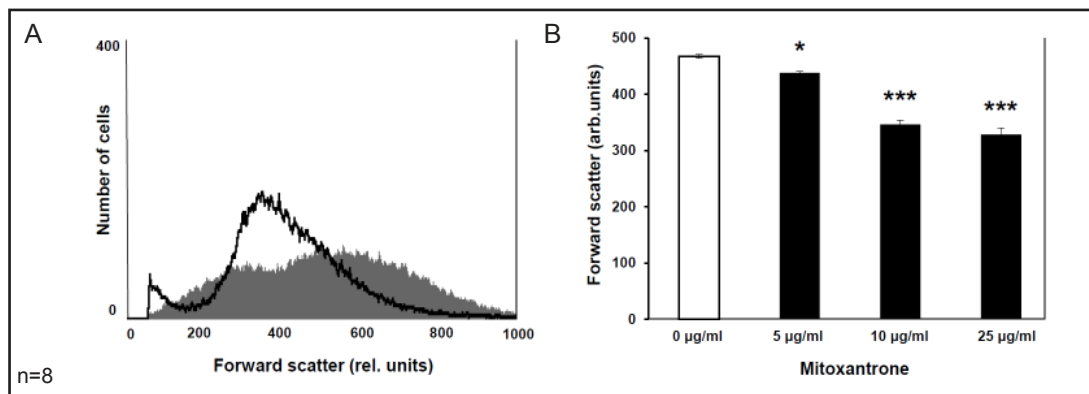 A
400
Number of cells
0
0 200 400 600 800 1000
Forward scatter (rel. units)
n=8
B
Forward scatter (arb.units)
500
400
300
200
100
0
*
***
***
0 µg/ml 5 µg/ml 10 µg/ml 25 µg/ml
Mitoxantrone